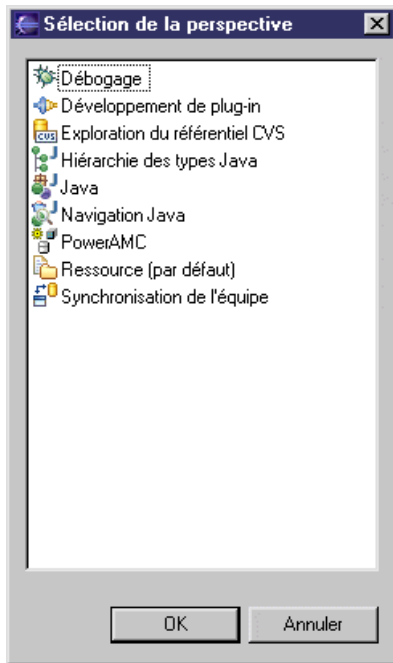 Sélection de la perspective
Débogage
Développement de plug-in
CVS Exploration du référentiel CVS
Hiérarchie des types Java
Java
Navigation Java
PowerAMC
Ressource (par défaut)
Synchronisation de l'équipe
OK Annuler